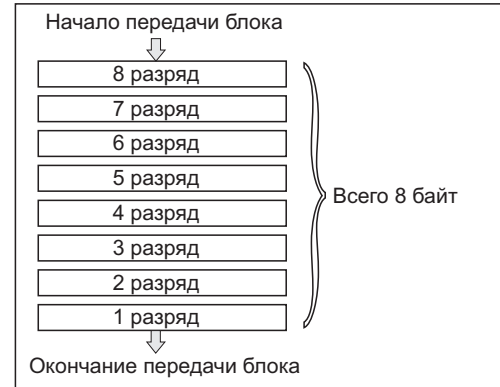 Начало передачи блока
8 разряд
7 разряд
6 разряд
5 разряд
4 разряд
3 разряд
2 разряд
1 разряд
Всего 8 байт
Окончание передачи блока